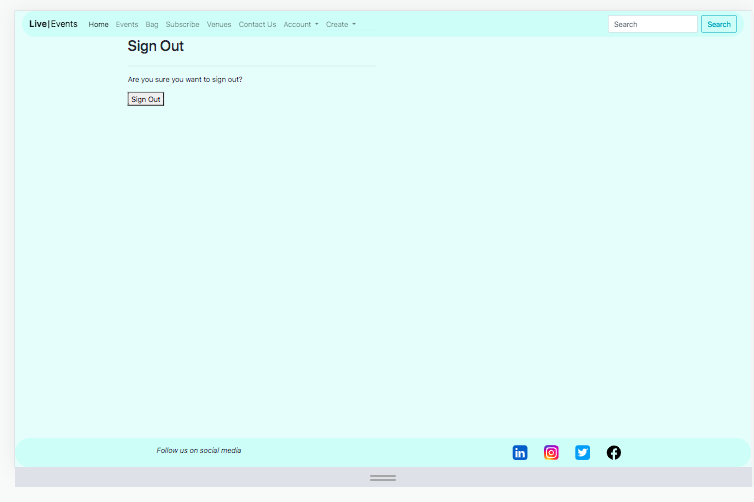 Live|Events Home Events Bag Subscribe Venues Contact Us Account Create Search Search
Sign Out
Are you sure you want to sign out?
Sign Out
Follow us on social media in